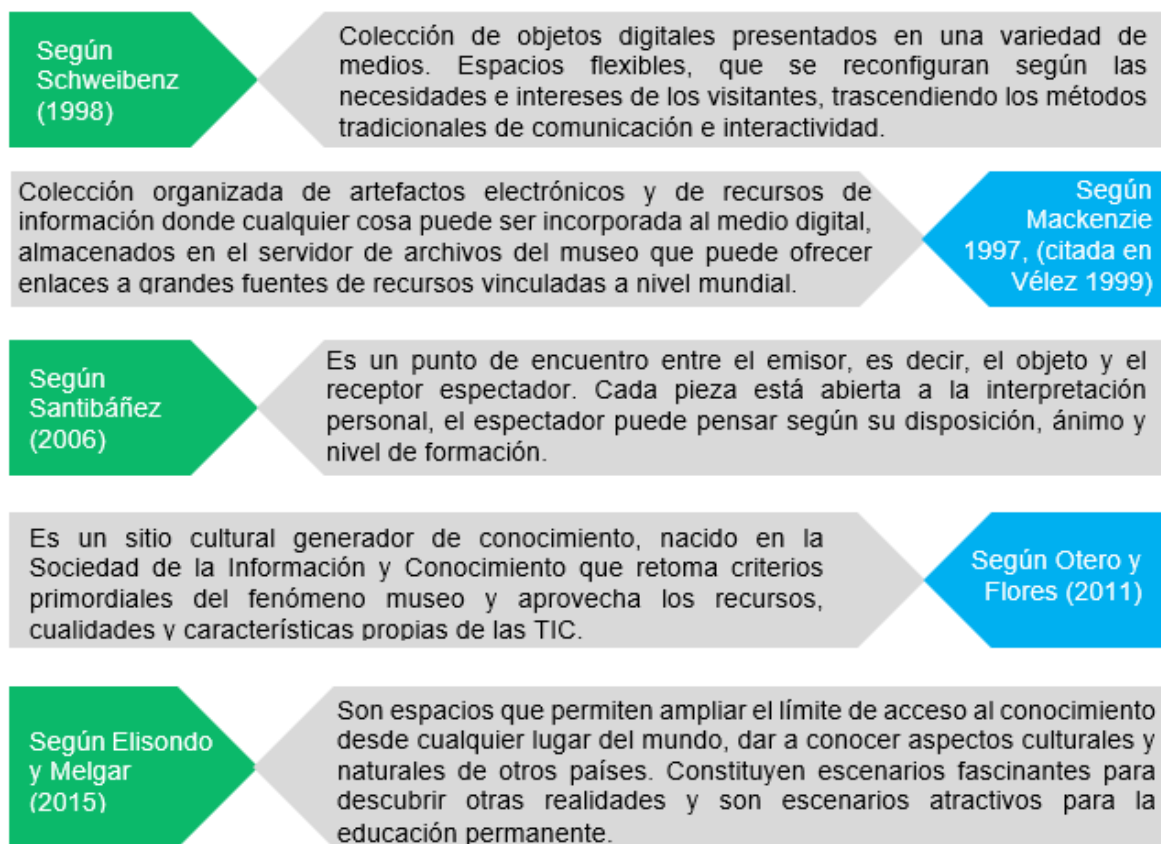 Según
Schweibenz
(1998)
Colección de objetos digitales presentados en una variedad de
medios. Espacios flexibles, que se reconfiguran según las
necesidades e intereses de los visitantes, trascendiendo los métodos
tradicionales de comunicación e interactividad.
Colección organizada de artefactos electrónicos y de recursos de
información donde cualquier cosa puede ser incorporada al medio digital,
almacenados en el servidor de archivos del museo que puede ofrecer
enlaces a grandes fuentes de recursos vinculadas a nivel mundial.
Según
Mackenzie
1997, (citada en
Vélez 1999)
Según
Santibáñez
(2006)
Es un punto de encuentro entre el emisor, es decir, el objeto y el
receptor espectador. Cada pieza está abierta a la interpretación
personal, el espectador puede pensar según su disposición, ánimo y
nivel de formación.
Es un sitio cultural generador de conocimiento, nacido en la
Sociedad de la Información y Conocimiento que retoma criterios
primordiales del fenómeno museo y aprovecha los recursos,
cualidades y características propias de las TIC.
Según Otero y
Flores (2011)
Según Elisondo
y Melgar
(2015)
Son espacios que permiten ampliar el límite de acceso al conocimiento
desde cualquier lugar del mundo, dar a conocer aspectos culturales y
naturales de otros países. Constituyen escenarios fascinantes para
descubrir otras realidades y son escenarios atractivos para la
educación permanente.